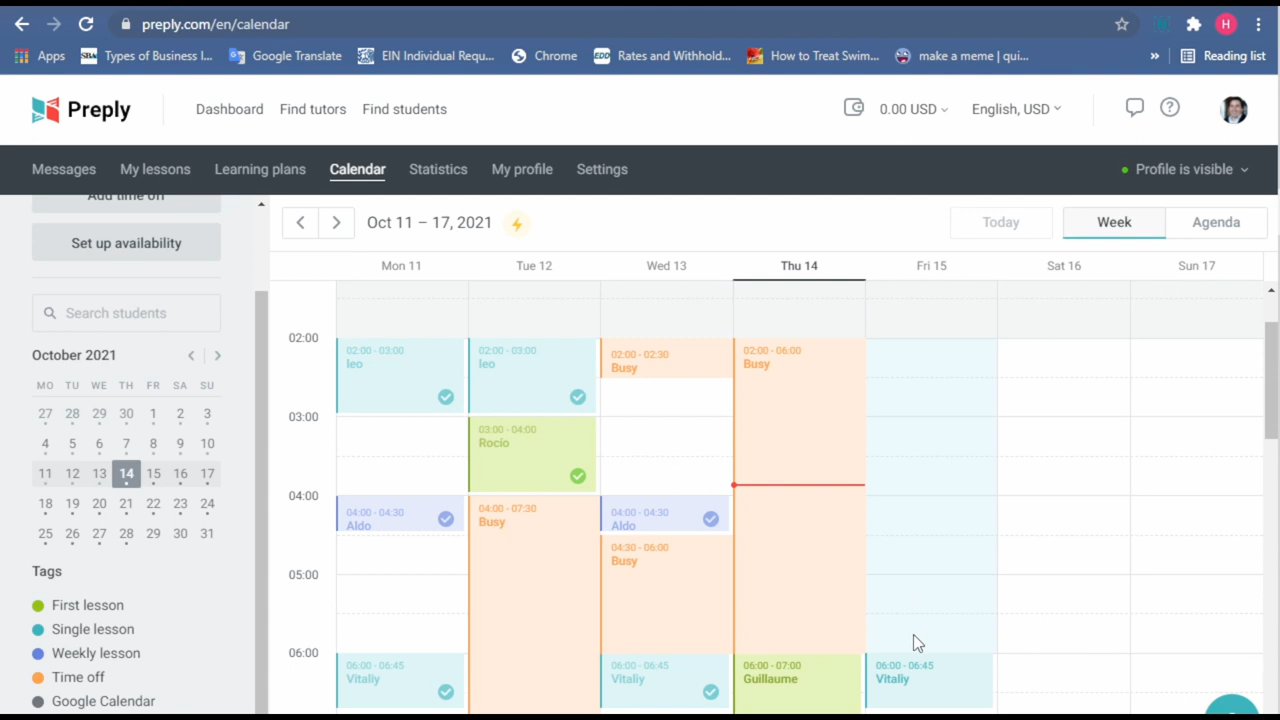 preply.com/en/calendar
H
Apps
SBA Types of Business I...
Google Translate
EIN Individual Requ...
Chrome
EDD Rates and Withhold...
How to Treat Swim...
make a meme | qui...
»
Reading list
Preply
Dashboard Find tutors Find students
0.00 USD
English, USD
Messages My lessons Learning plans Calendar Statistics My profile Settings
Profile is visible
Add time off
Set up availability
Search students
October 2021
MO TU WE TH FR SA SU
27 28 29 30 1 2 3
4 5 6 7 8 9 10
11 12 13 14 15 16 17
18 19 20 21 22 23 24
25 26 27 28 29 30 31
Tags
First lesson
Single lesson
Weekly lesson
Time off
Google Calendar
Oct 11 – 17, 2021
Today
Week
Agenda
Mon 11 Tue 12 Wed 13 Thu 14 Fri 15 Sat 16 Sun 17
02:00
03:00
04:00
05:00
06:00
02:00 - 03:00
leo
04:00 - 04:30
Aldo
06:00 - 06:45
Vitaliy
02:00 - 03:00
leo
03:00 - 04:00
Rocío
04:00 - 07:30
Busy
02:00 - 02:30
Busy
04:00 - 04:30
Aldo
04:30 - 06:00
Busy
06:00 - 06:45
Vitaliy
02:00 - 06:00
Busy
06:00 - 07:00
Guillaume
06:00 - 06:45
Vitaliy